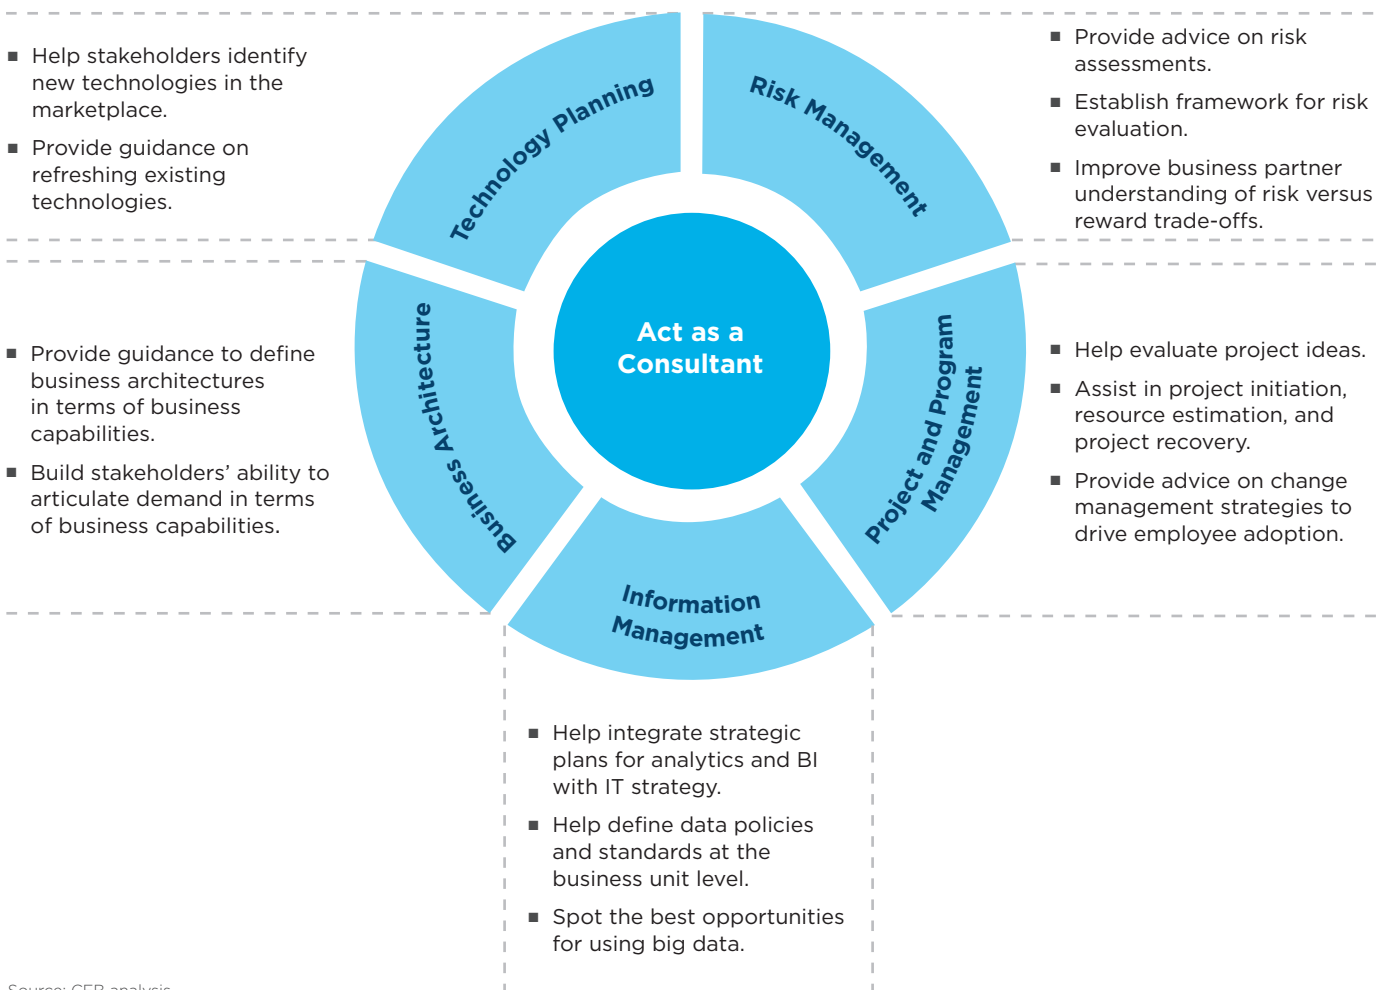 Help stakeholders identify
new technologies in the
marketplace.
Provide guidance on
refreshing existing
technologies.
Technology Planning
Risk Management
Provide advice on risk
assessments.
Establish framework for risk
evaluation.
Improve business partner
understanding of risk versus
reward trade-offs.
Provide guidance to define
business architectures
in terms of business
capabilities.
Build stakeholders’ ability to
articulate demand in terms
of business capabilities.
Business Architecture
Act as a
Consultant
Project and Program
Management
Help evaluate project ideas.
Assist in project initiation,
resource estimation, and
project recovery.
Provide advice on change
management strategies to
drive employee adoption.
Information
Management
Help integrate strategic
plans for analytics and BI
with IT strategy.
Help define data policies
and standards at the
business unit level.
Spot the best opportunities
for using big data.
Source: CEB analysis